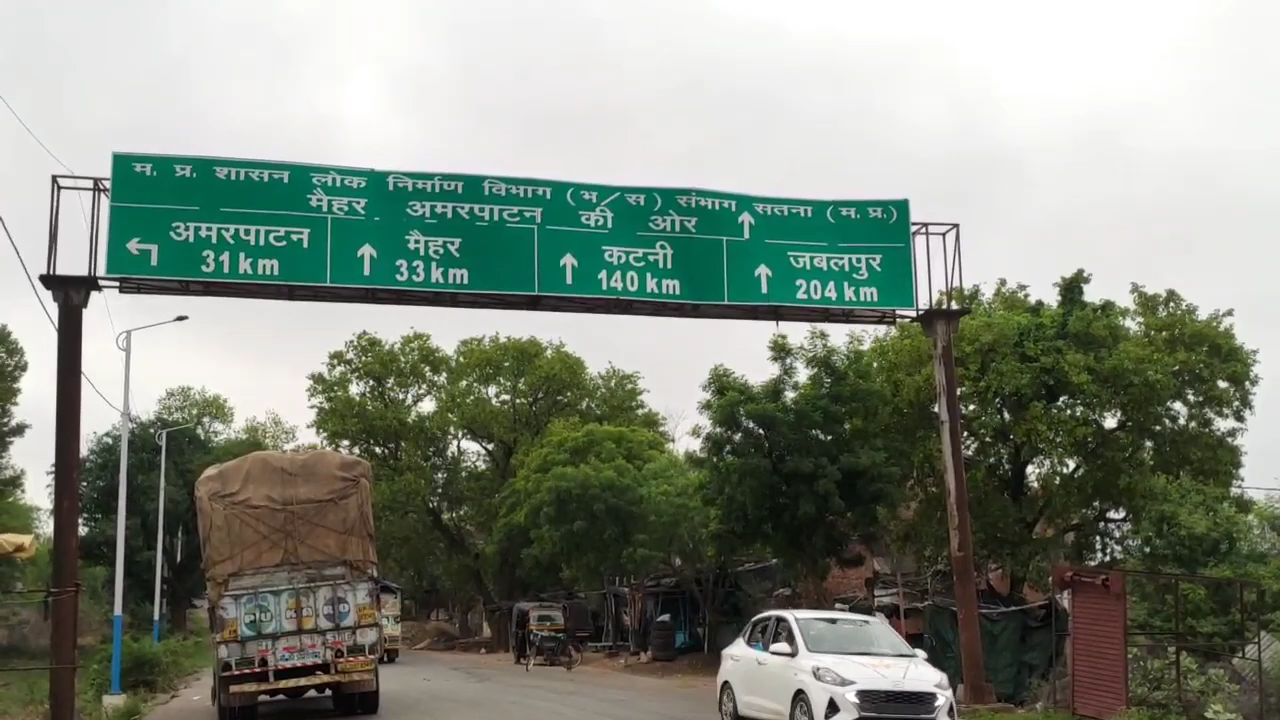 म. प्र. शासन लोक निर्माण विभाग (भ/स) संभाग सतना (म. प्र.)
मैहर अमरपाटन की ओर ↑
अमरपाटन
31 km
मैहर
33 km
कटनी
140 km
जबलपुर
204 km